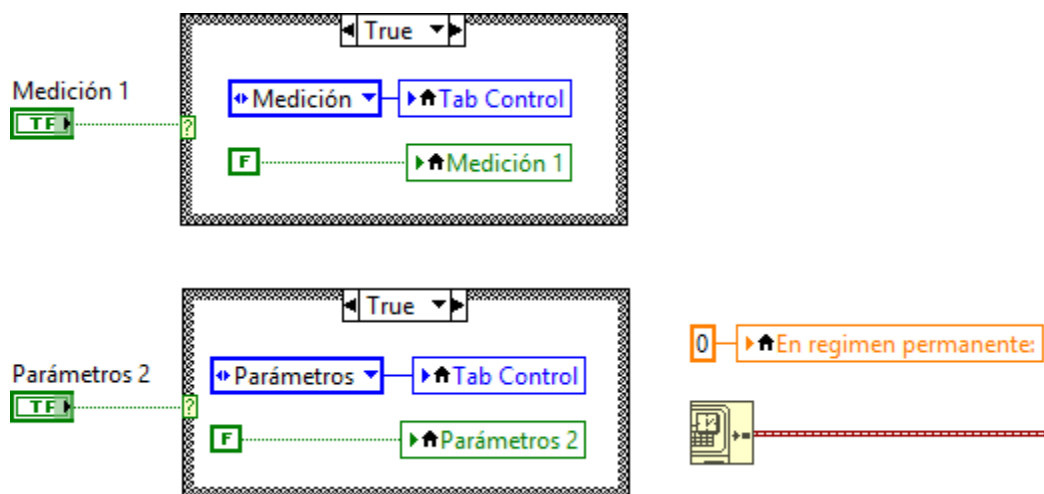 True
Medición 1
Medición
Tab Control
TF
?
F
Medición 1
True
0
En regimen permanente:
Parámetros
Tab Control
Parámetros 2
TF
?
F
Parámetros 2